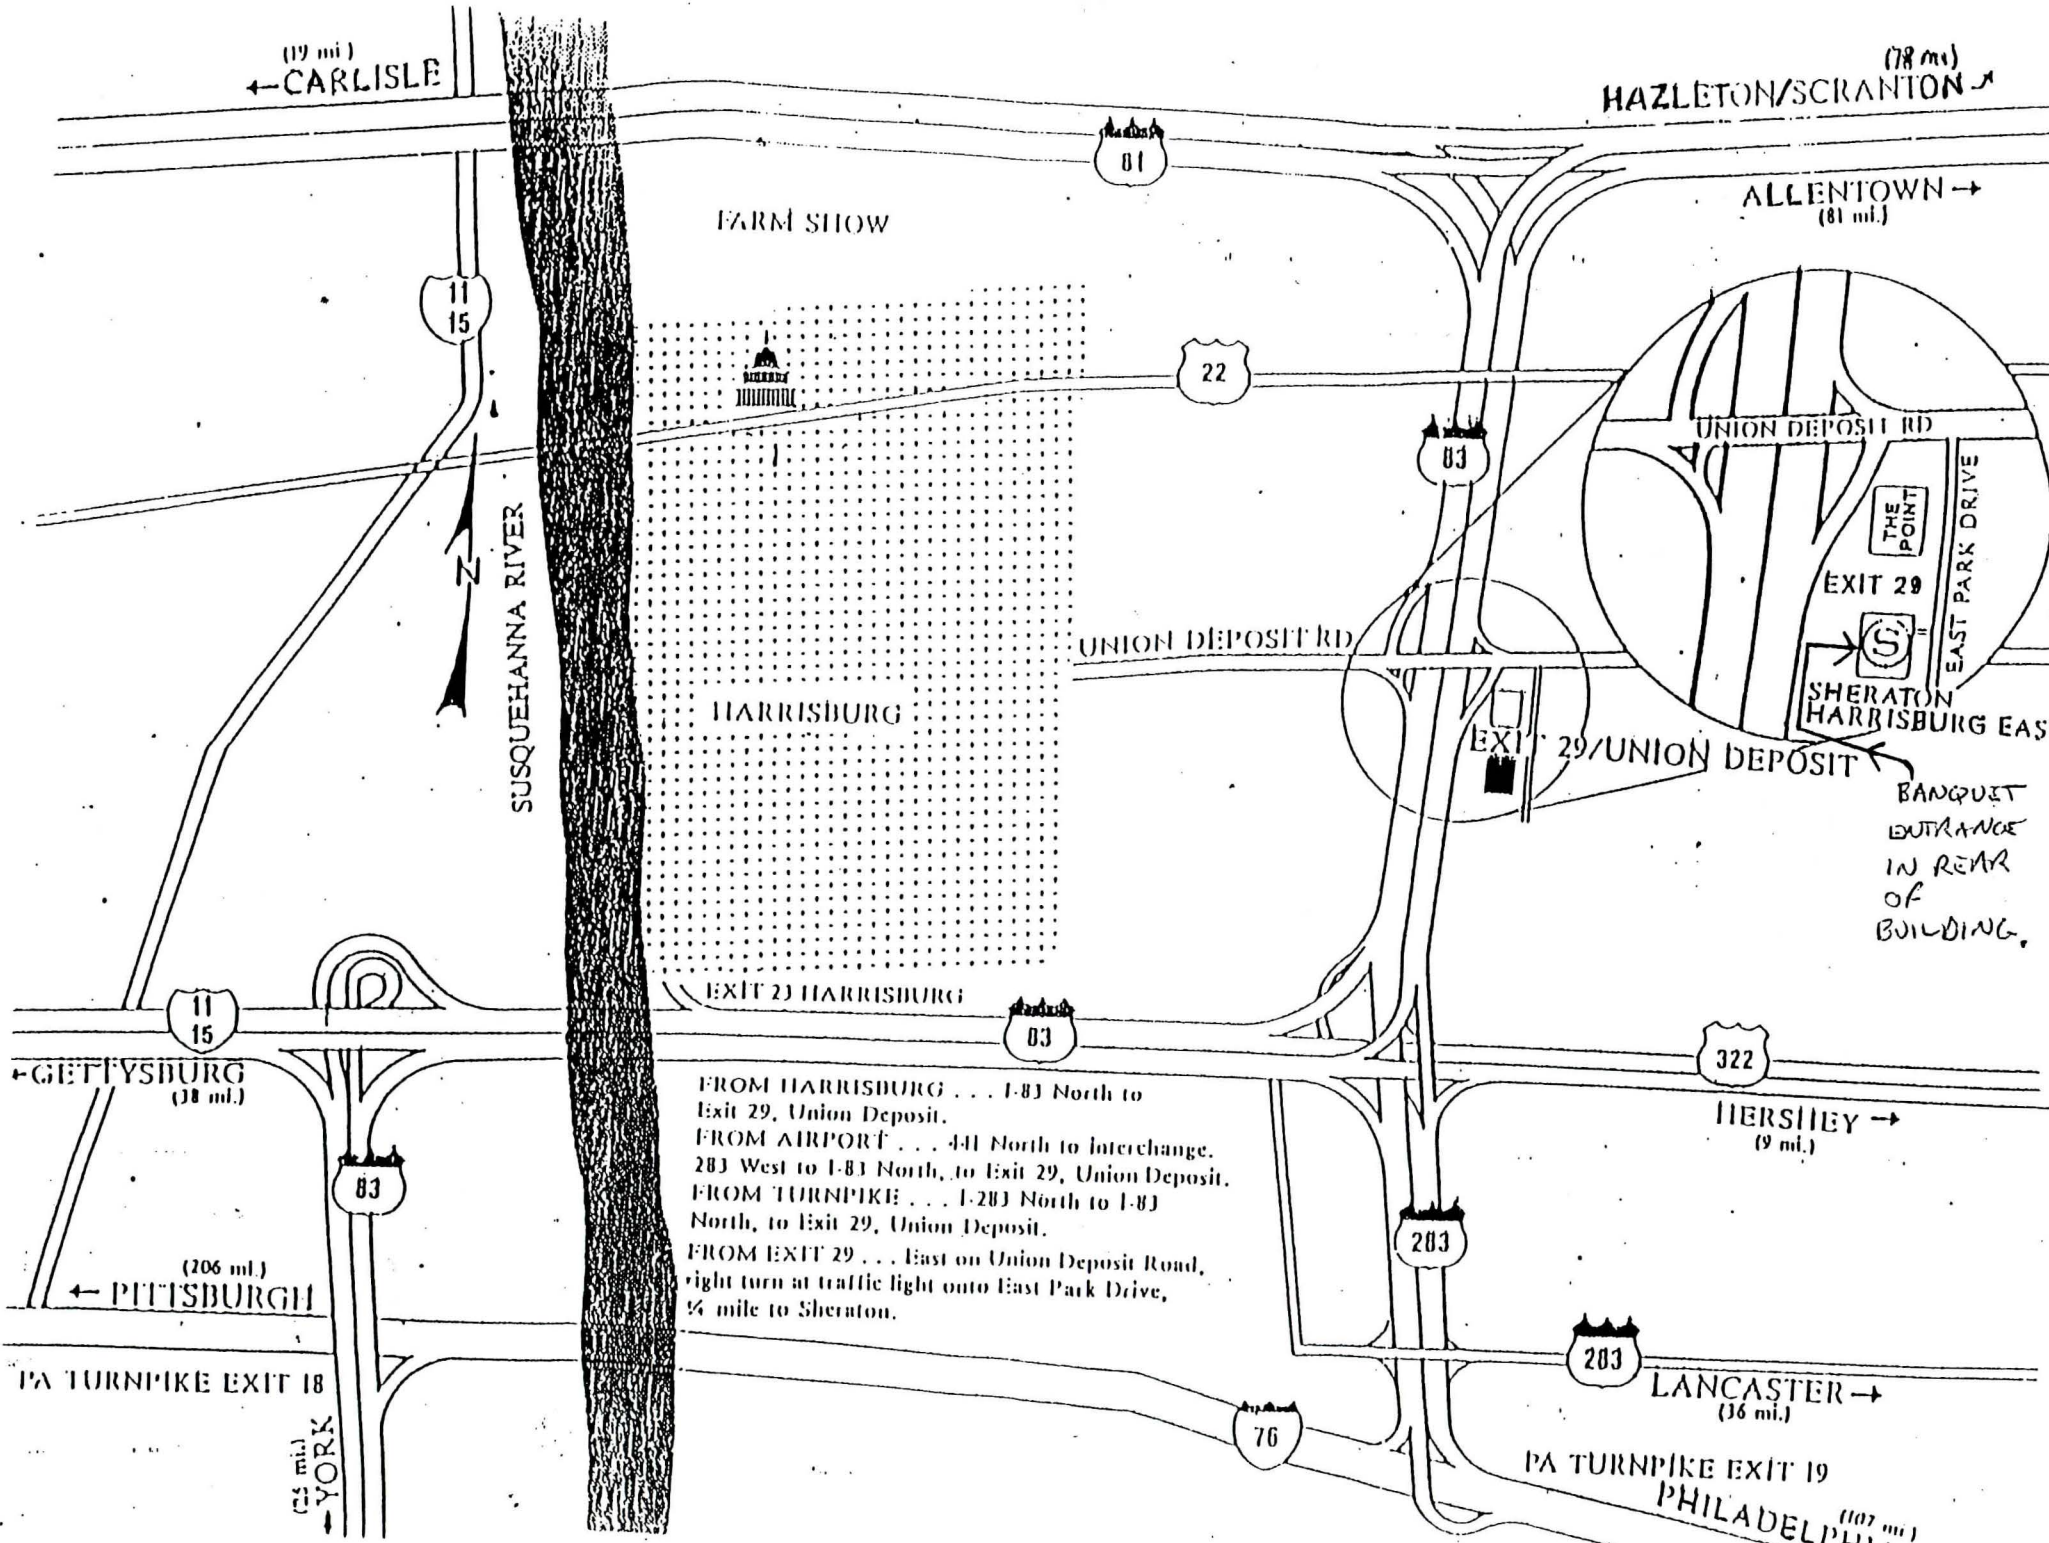 (19 mi)
←CARLISLE
(78 mi)
HAZLETON/SCRANTON
81
ALLENTOWN →
(81 mi.)
FARM SHOW
11
15
22
83
UNION DEPOSIT RD
THE
POINT
EAST PARK DRIVE
EXIT 29
S
SHERATON
HARRISBURG EAS
N
SUSQUEHANNA RIVER
UNION DEPOSIT RD
HARRISBURG
EXIT 29/UNION DEPOSIT
BANQUIT
ENTRANCE
IN REAR
OF
BUILDING.
EXIT 23 HARRISBURG
11
15
83
322
←GETTYSBURG
(38 mi.)
HERSHEY →
(9 mi.)
FROM HARRISBURG . . . I-83 North to
Exit 29, Union Deposit.
FROM AIRPORT . . . 441 North to interchange.
283 West to I-83 North, to Exit 29, Union Deposit.
FROM TURNPIKE . . . I-283 North to I-83
North, to Exit 29, Union Deposit.
FROM EXIT 29 . . . East on Union Deposit Road,
right turn at traffic light onto East Park Drive,
¼ mile to Sheraton.
83
283
(206 mi.)
← PITTSBURGH
PA TURNPIKE EXIT 18
283
LANCASTER →
(36 mi.)
76
(25 mi.)
←YORK
PA TURNPIKE EXIT 19
(107 mi)